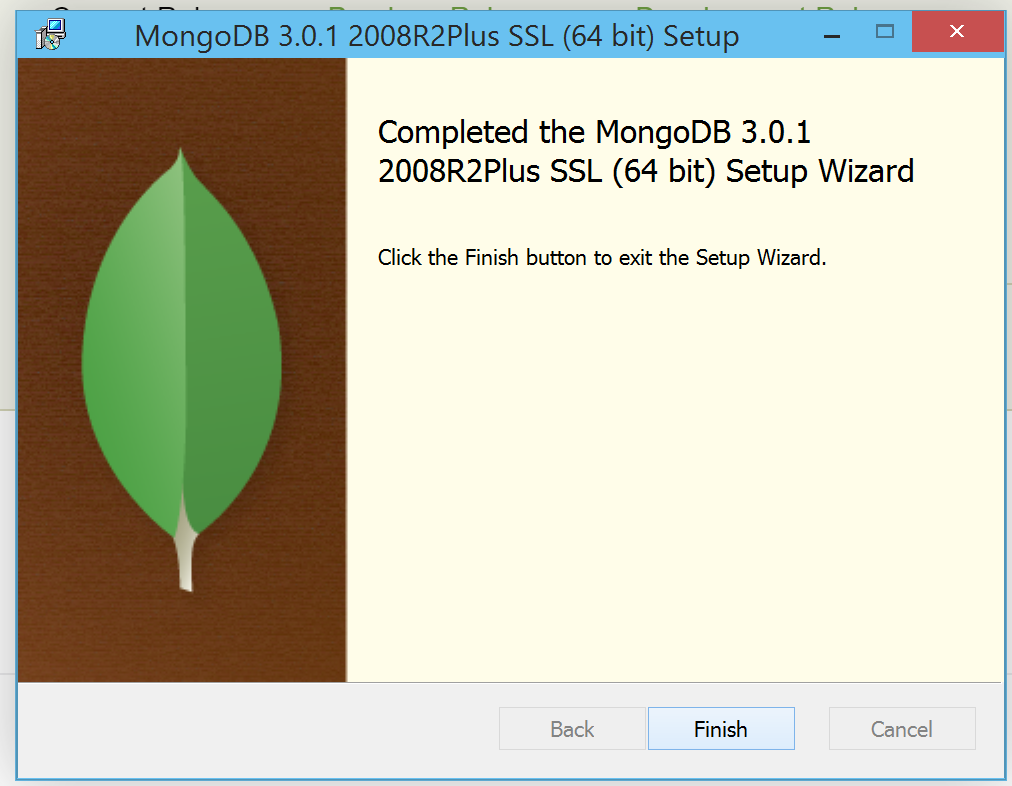 MongoDB 3.0.1 2008R2Plus SSL (64 bit) Setup
Completed the MongoDB 3.0.1
2008R2Plus SSL (64 bit) Setup Wizard
Click the Finish button to exit the Setup Wizard.
Back
Finish
Cancel